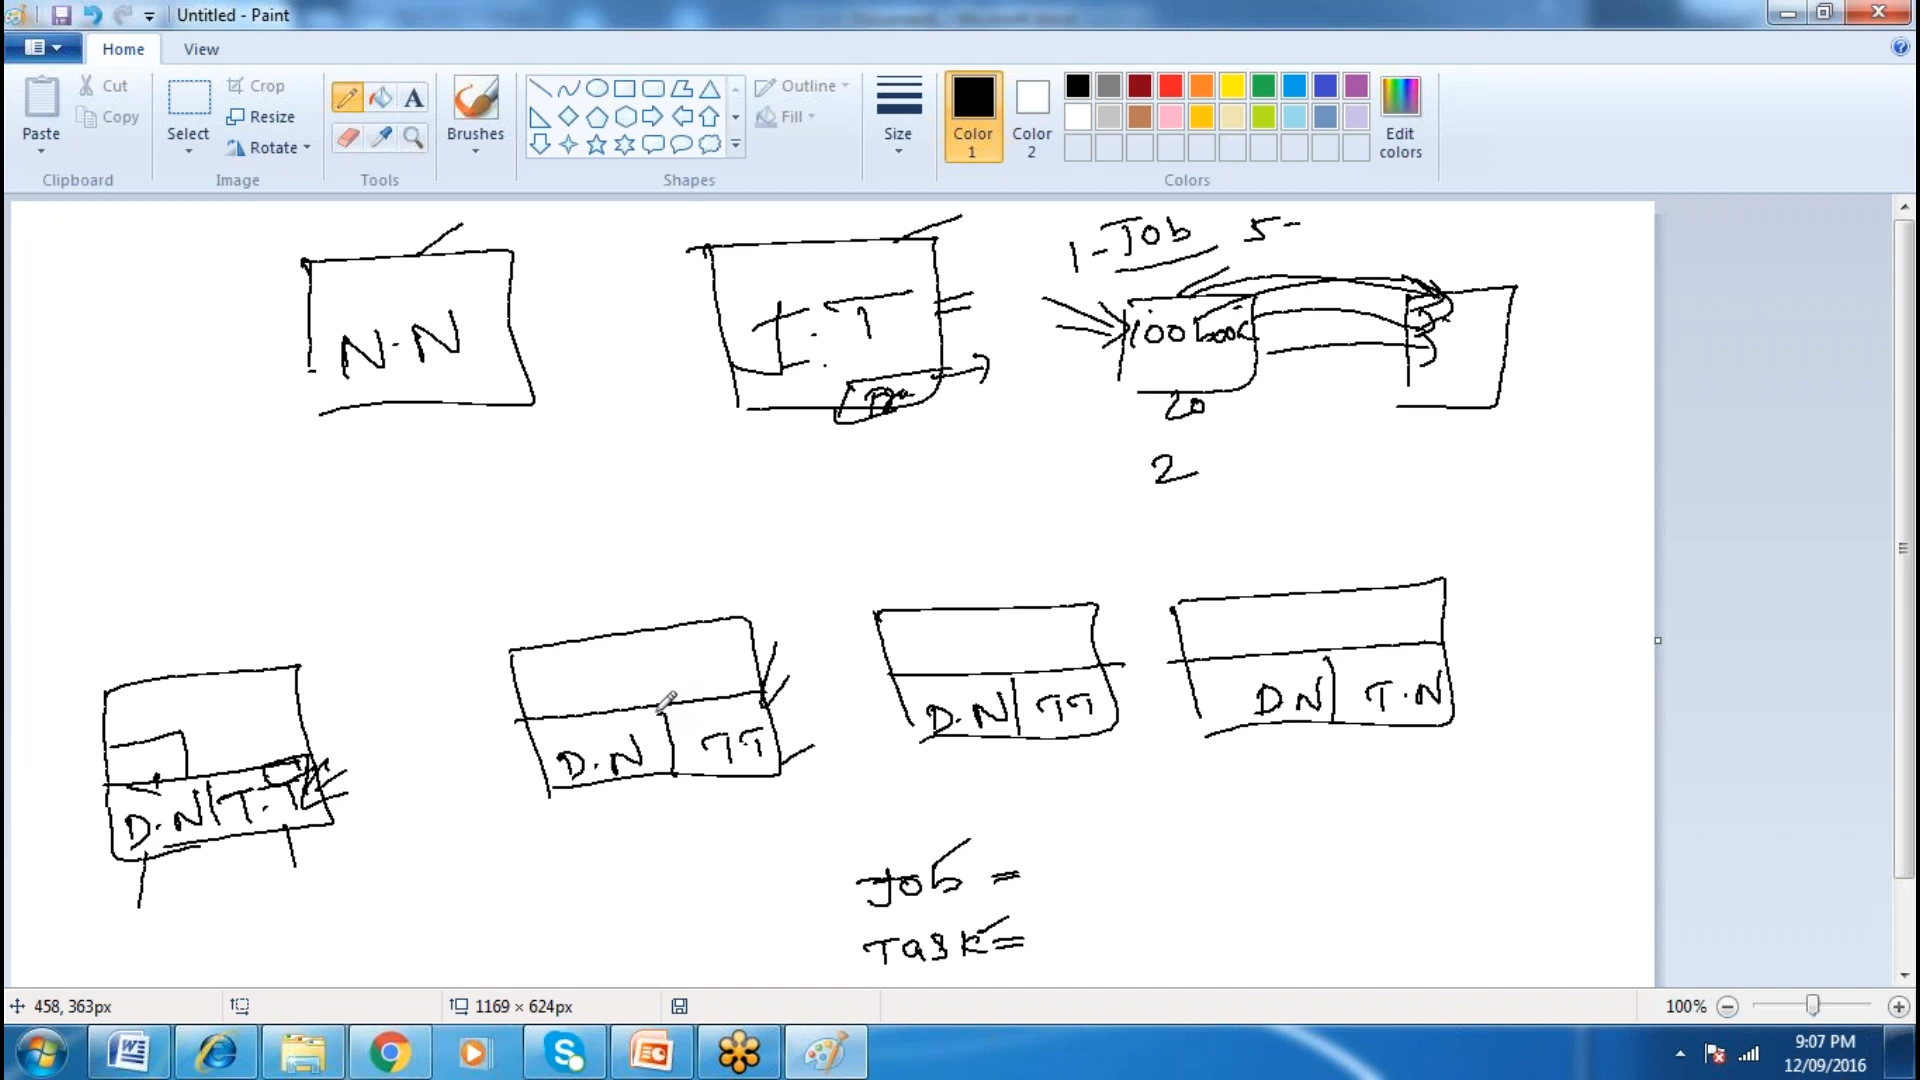 Untitled - Paint
Home View
Paste
Cut
Copy
Clipboard
Select
Crop
Resize
Rotate
Image
Tools
Brushes
Shapes
Outline
Fill
Size
Color 1
Color 2
Edit colors
Colors
1-Job 5-
N.N
100
20
2
D.N T.T
D.N TT
D.N TT
DN T.N
Job =
Task =
458, 363px
1169 × 624px
100%
9:07 PM
12/09/2016